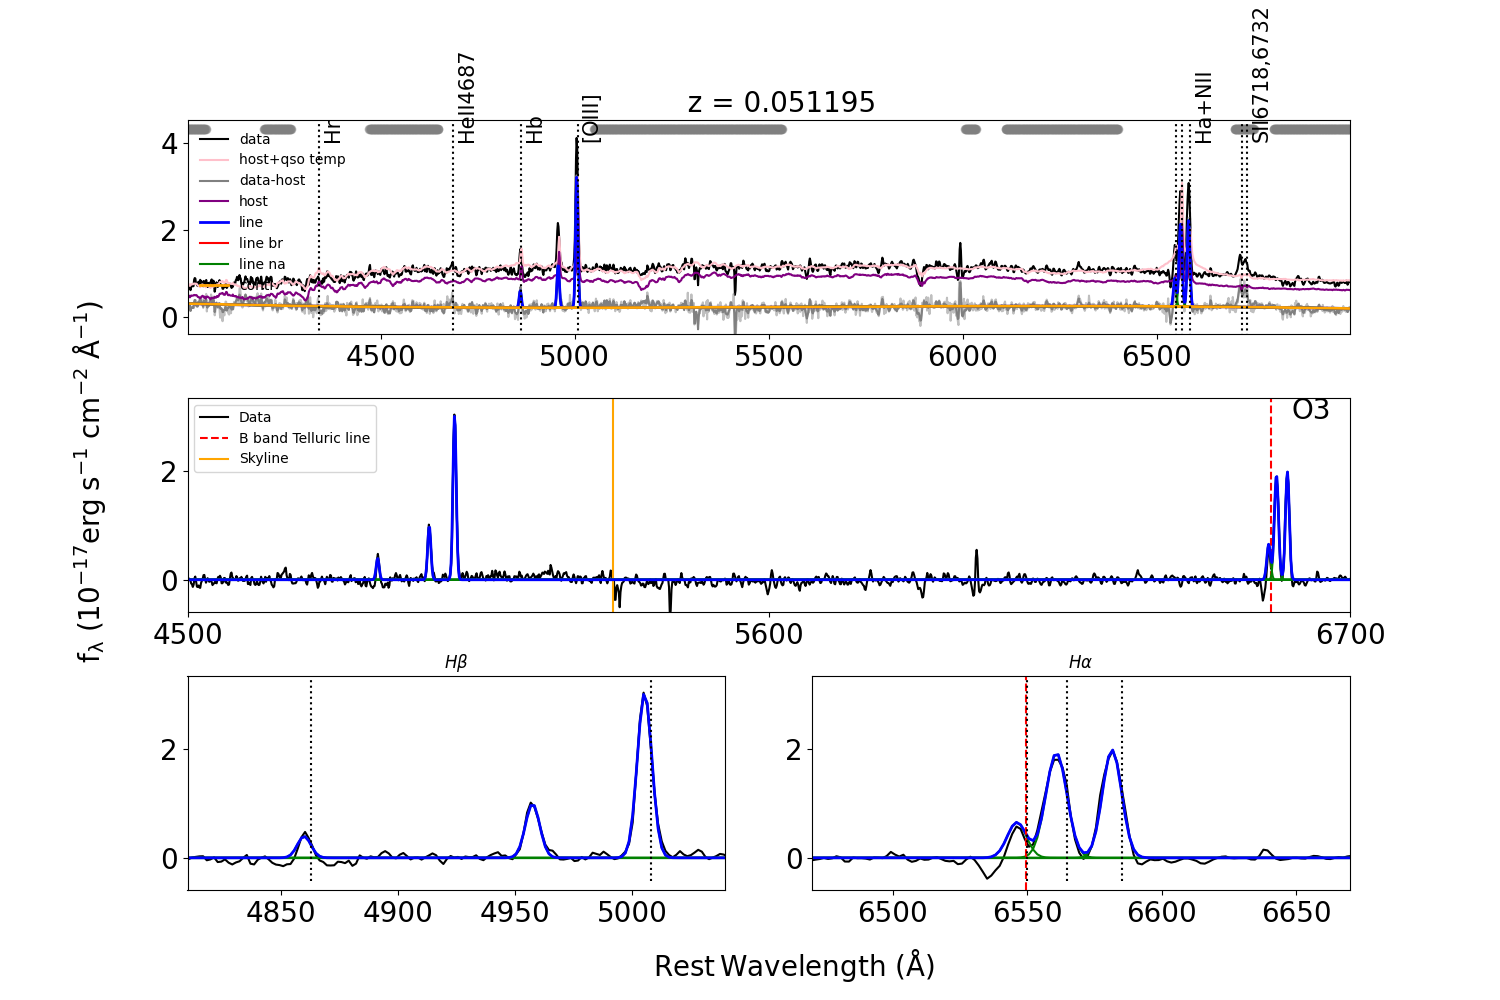 z = 0.051195
Hr
HeII4687
Hb
[OIII]
Ha+NII
SII6718,6732
data
host+qso temp
data-host
host
line
line br
line na
conti
4
2
0
4500
5000
5500
6000
6500
fλ (10⁻¹⁷erg s⁻¹ cm⁻² Å⁻¹)
Data
B band Telluric line
Skyline
O3
2
0
4500
5600
6700
Hβ
2
0
4850
4900
4950
5000
Hα
2
0
6500
6550
6600
6650
Rest Wavelength (Å)